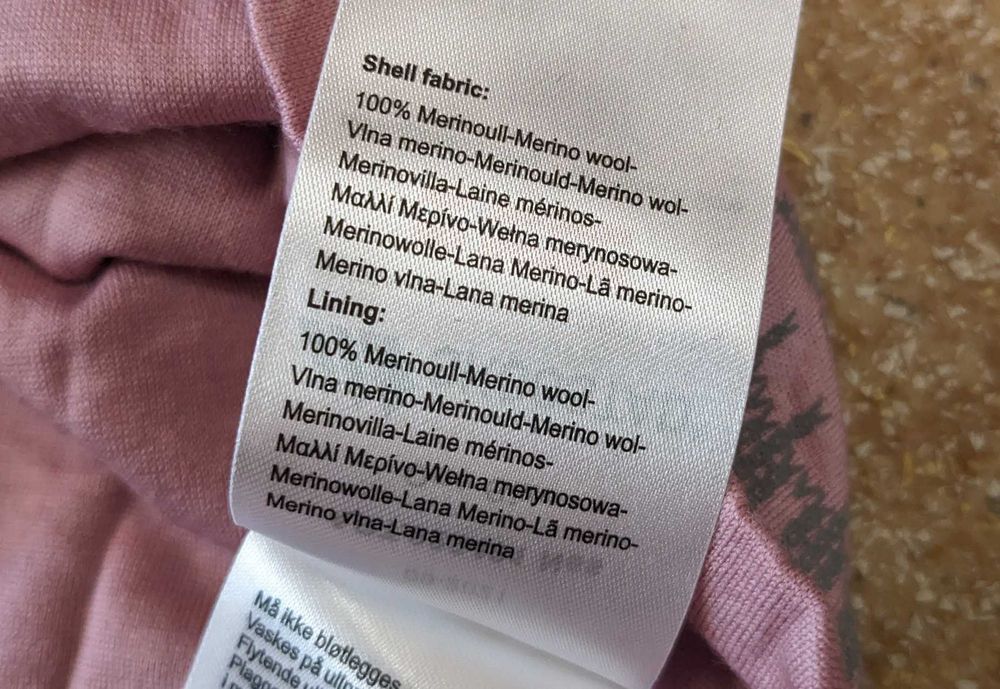 Shell fabric:
100% Merinoull-Merino wool-
Vlna merino-Merinould-Merino wol-
Merinovilla-Laine mérinos-
Μαλλί Μερίνο-Wełna merynosowa-
Merinowolle-Lana Merino-Lã merino-
Merino vlna-Lana merina
Lining:
100% Merinoull-Merino wool-
Vlna merino-Merinould-Merino wol-
Merinovilla-Laine mérinos-
Μαλλί Μερίνο-Wełna merynosowa-
Merinowolle-Lana Merino-Lã merino-
Merino vlna-Lana merina
Må ikke bløtlegges
Vaskes på
Flytende